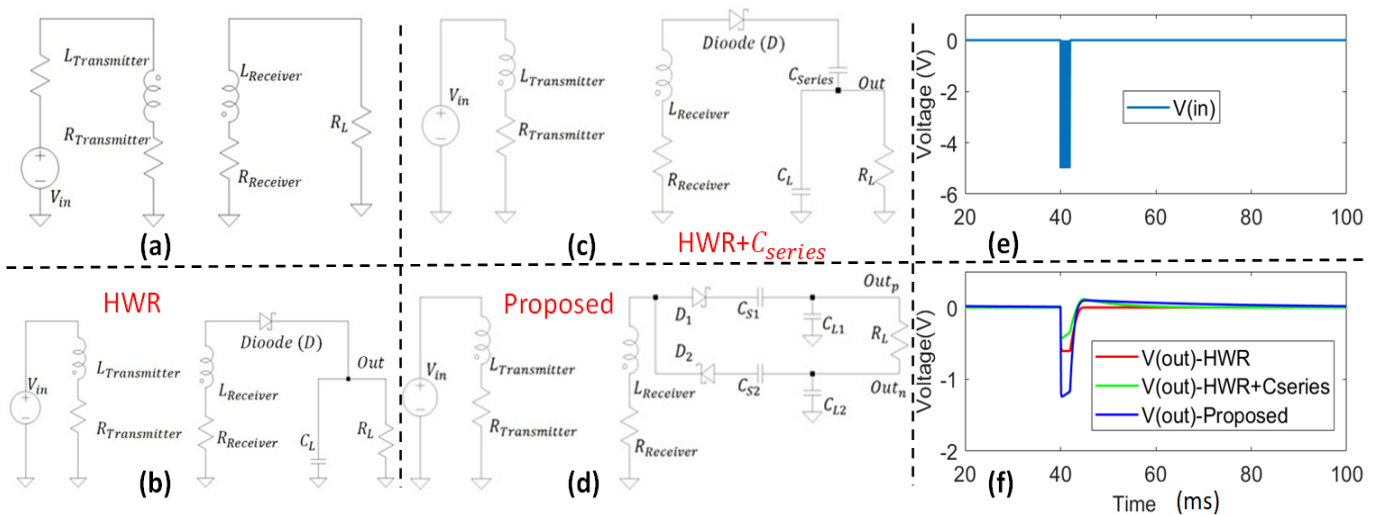 L_Transmitter
R_Transmitter
+
−
V_in
L_Receiver
R_Receiver
R_L
(a)
HWR
V_in
+
−
L_Transmitter
R_Transmitter
Dioode (D)
L_Receiver
R_Receiver
Out
C_L
R_L
(b)
V_in
+
−
L_Transmitter
R_Transmitter
Dioode (D)
L_Receiver
R_Receiver
C_Series
Out
C_L
R_L
(c)
HWR+C_series
Proposed
V_in
+
−
L_Transmitter
R_Transmitter
L_Receiver
R_Receiver
D_1
D_2
C_S1
C_S2
C_L1
C_L2
Out_p
R_L
Out_n
(d)
Voltage (V)
0
-2
-4
-6
V(in)
20
40
60
80
100
(e)
Voltage(V)
0
-1
-2
V(out)-HWR
V(out)-HWR+Cseries
V(out)-Proposed
20
40
60
80
100
Time (ms)
(f)